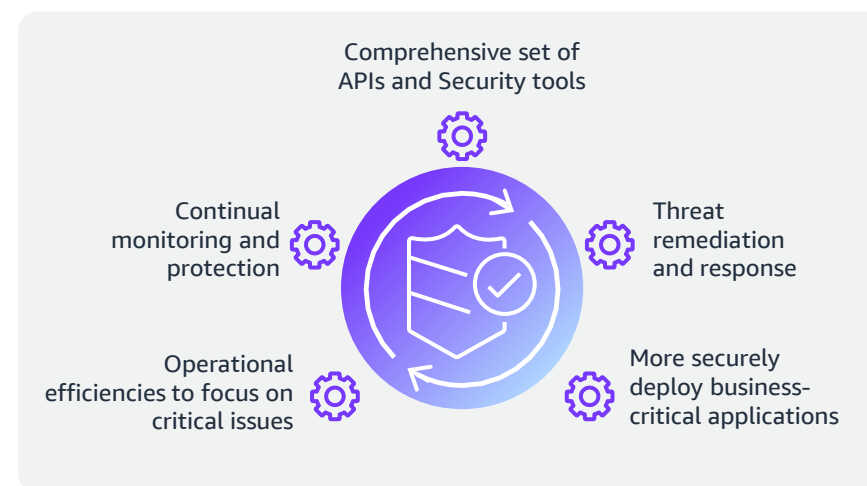 Comprehensive set of
APIs and Security tools
Continual
monitoring and
protection
Threat
remediation
and response
Operational
efficiencies to focus on
critical issues
More securely
deploy business-
critical applications